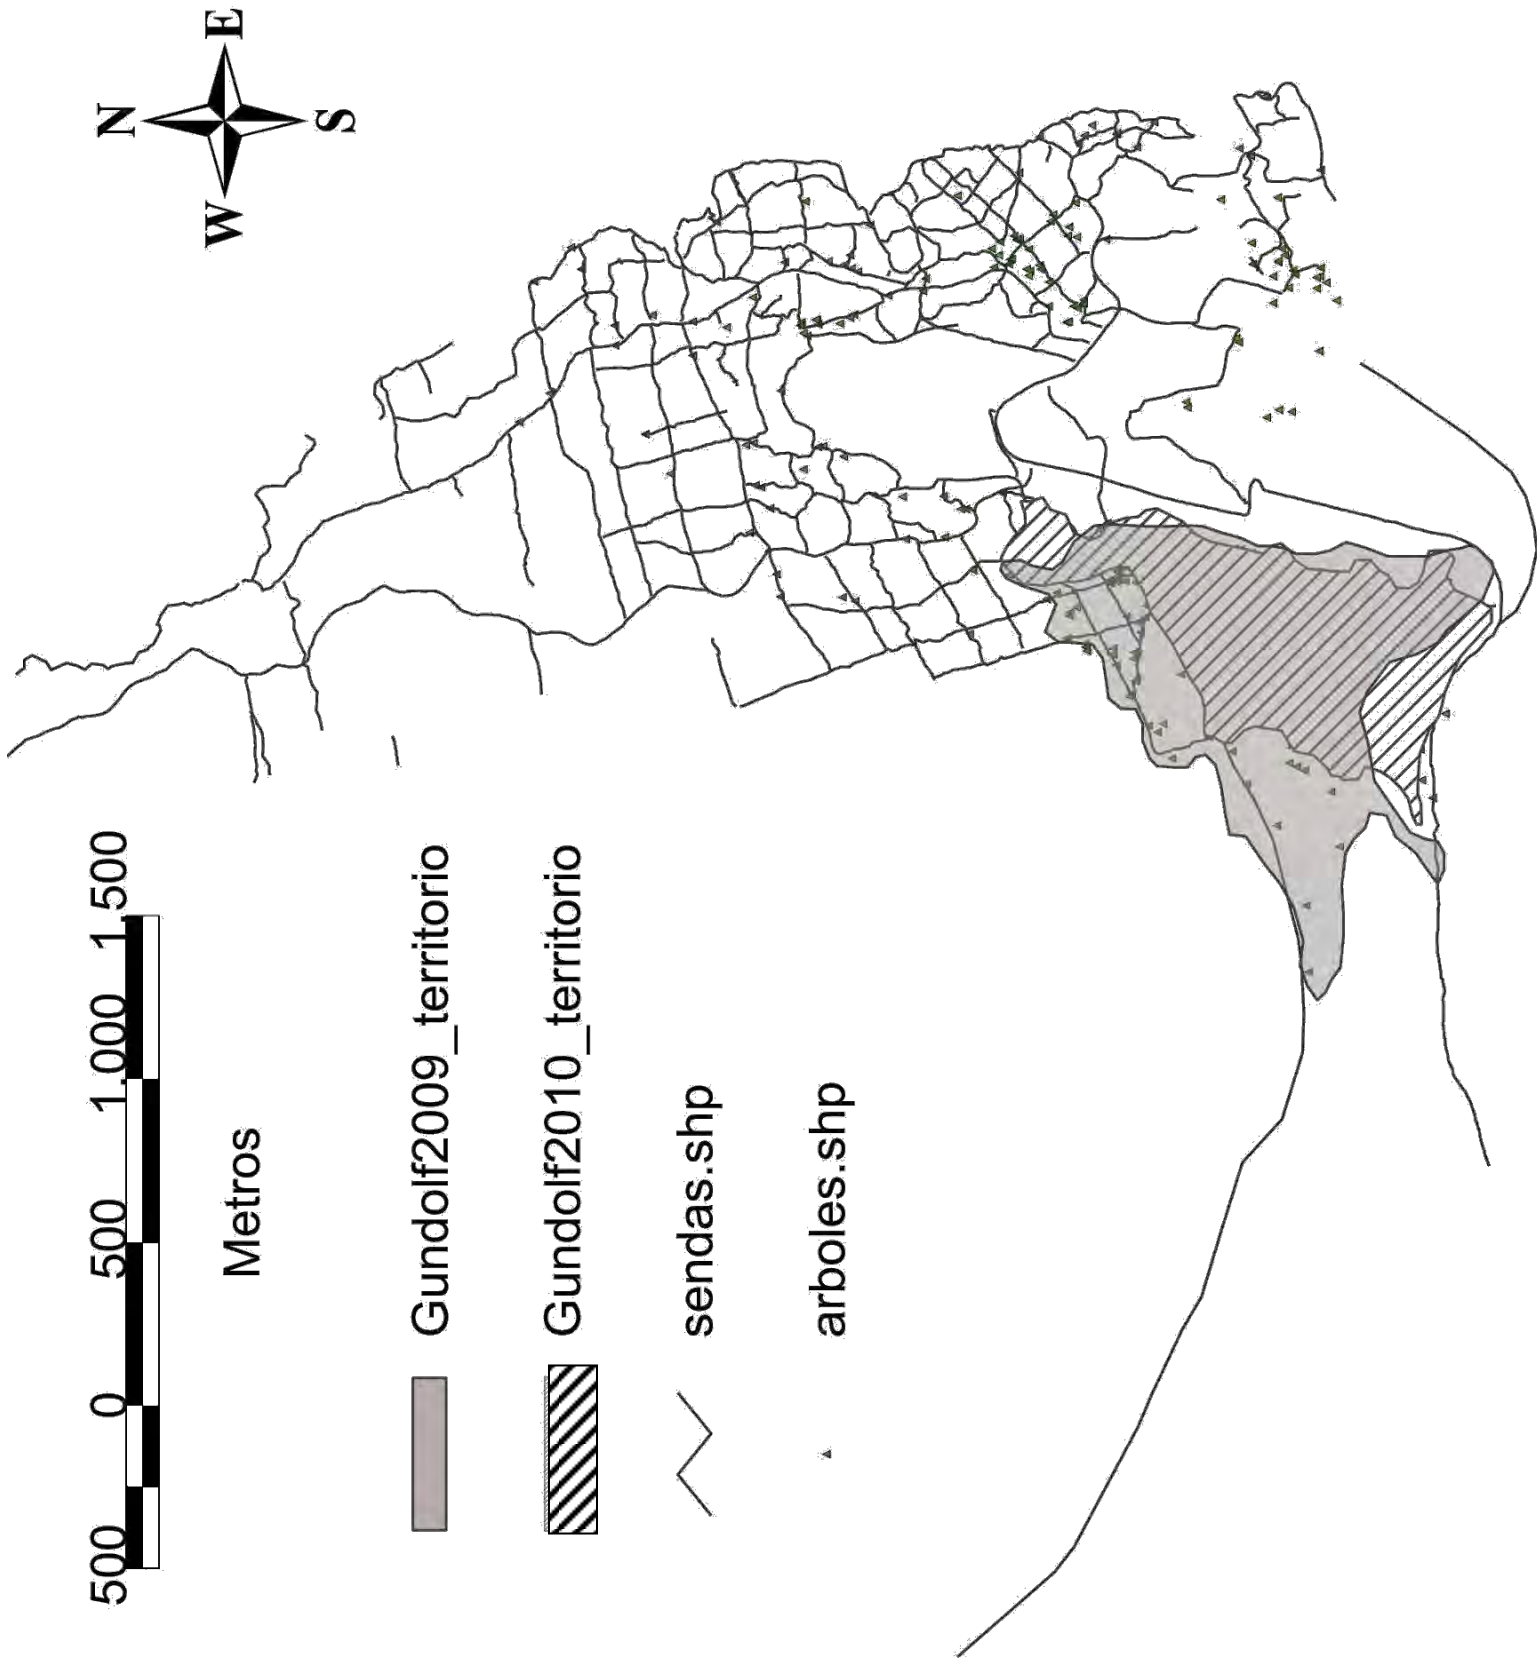 N
E
W
S
500 0 500 1.000 1.500
Metros
Gundolf2009_territorio
Gundolf2010_territorio
sendas.shp
arboles.shp